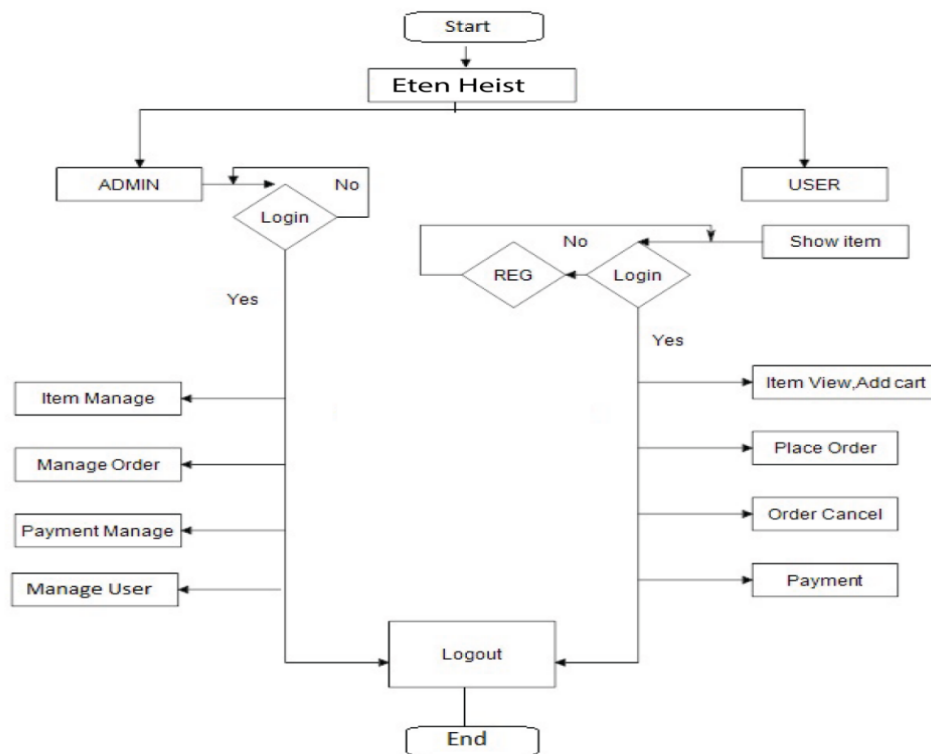 Start
Eten Heist
ADMIN
No
USER
Login
No
Show item
REG
Login
Yes
Yes
Item Manage
Item View,Add cart
Manage Order
Place Order
Payment Manage
Order Cancel
Manage User
Payment
Logout
End